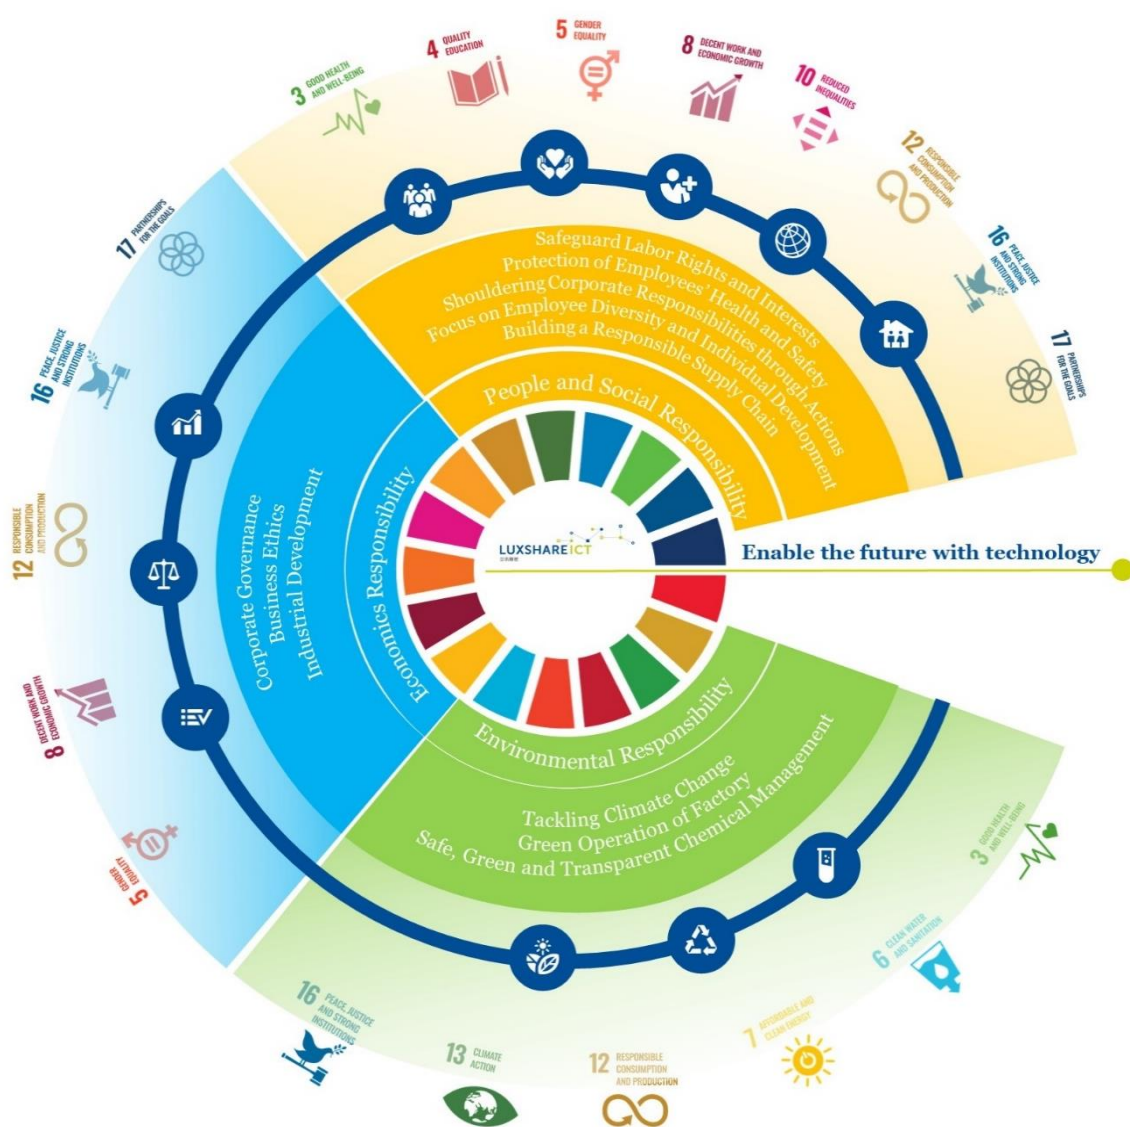 3 GOOD HEALTH
AND WELL-BEING
4 QUALITY
EDUCATION
5 GENDER
EQUALITY
8 DECENT WORK AND
ECONOMIC GROWTH
10 REDUCED
INEQUALITIES
12 RESPONSIBLE
CONSUMPTION
AND PRODUCTION
16 PEACE, JUSTICE
AND STRONG
INSTITUTIONS
17 PARTNERSHIPS
FOR THE GOALS
Safeguard Labor Rights and Interests
Protection of Employees' Health and Safety
Shouldering Corporate Responsibilities through Actions
Focus on Employee Diversity and Individual Development
Building a Responsible Supply Chain
People and Social Responsibility
17 PARTNERSHIPS
FOR THE GOALS
16 PEACE, JUSTICE
AND STRONG
INSTITUTIONS
12 RESPONSIBLE
CONSUMPTION
AND PRODUCTION
8 DECENT WORK AND
ECONOMIC GROWTH
5 GENDER
EQUALITY
Corporate Governance
Business Ethics
Industrial Development
Economics Responsibility
LUXSHARE ICT
Enable the future with technology
Environmental Responsibility
Tackling Climate Change
Green Operation of Factory
Safe, Green and Transparent Chemical Management
16 PEACE, JUSTICE
AND STRONG
INSTITUTIONS
13 CLIMATE
ACTION
12 RESPONSIBLE
CONSUMPTION
AND PRODUCTION
7 AFFORDABLE AND
CLEAN ENERGY
6 CLEAN WATER
AND SANITATION
3 GOOD HEALTH
AND WELL-BEING